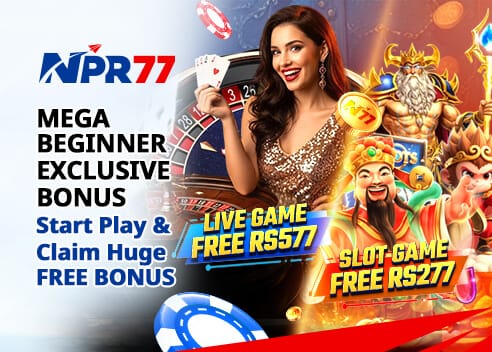 NPR77
MEGA
BEGINNER
EXCLUSIVE
BONUS
Start Play &
Claim Huge
FREE BONUS
LIVE GAME
FREE RS577
SLOT GAME
FREE RS277